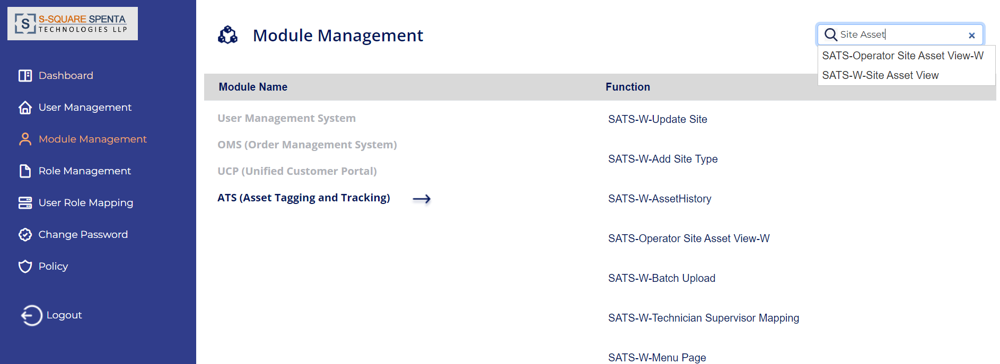 S
S-SQUARE SPENTA
TECHNOLOGIES LLP
Dashboard
User Management
Module Management
Role Management
User Role Mapping
Change Password
Policy
Logout
Module Management
Site Asset
×
SATS-Operator Site Asset View-W
SATS-W-Site Asset View
Module Name
Function
User Management System
OMS (Order Management System)
UCP (Unified Customer Portal)
ATS (Asset Tagging and Tracking)
SATS-W-Update Site
SATS-W-Add Site Type
SATS-W-AssetHistory
SATS-Operator Site Asset View-W
SATS-W-Batch Upload
SATS-W-Technician Supervisor Mapping
SATS-W-Menu Page